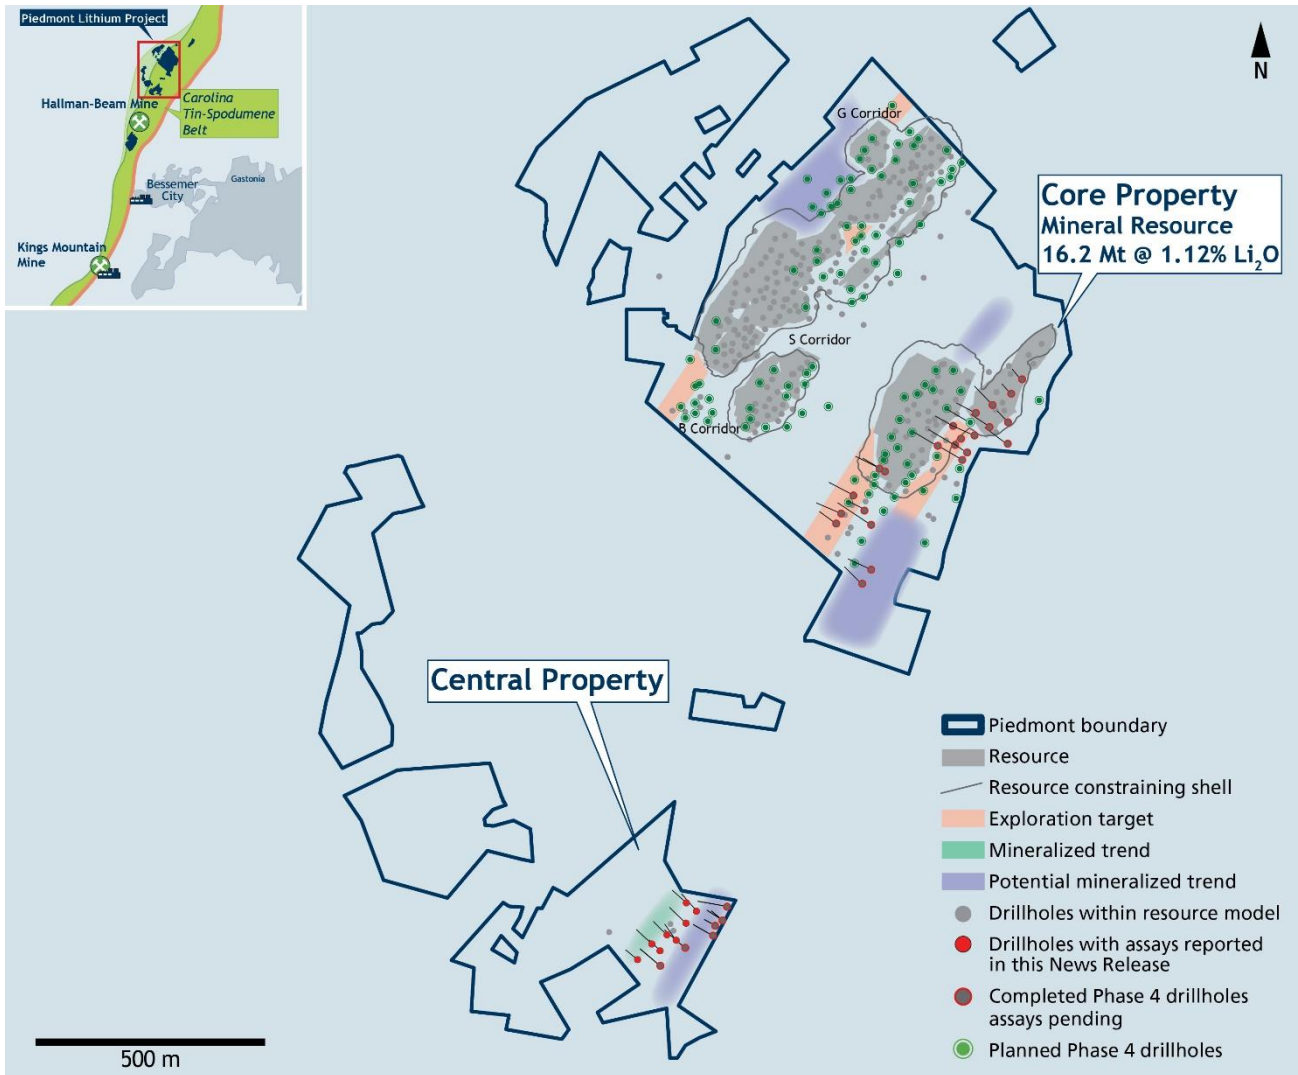 Piedmont Lithium Project
Hallman-Beam Mine
Carolina
Tin-Spodumene
Belt
Bessemer
City
Gastonia
Kings Mountain
Mine
N
G Corridor
Core Property
Mineral Resource
16.2 Mt @ 1.12% Li₂O
S Corridor
B Corridor
Central Property
Piedmont boundary
Resource
Resource constraining shell
Exploration target
Mineralized trend
Potential mineralized trend
Drillholes within resource model
Drillholes with assays reported
in this News Release
Completed Phase 4 drillholes
assays pending
Planned Phase 4 drillholes
500 m